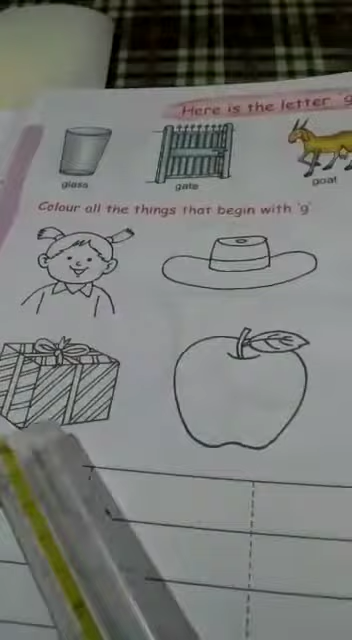 Here is the letter 'g
glass
gate
goat
Colour all the things that begin with 'g'